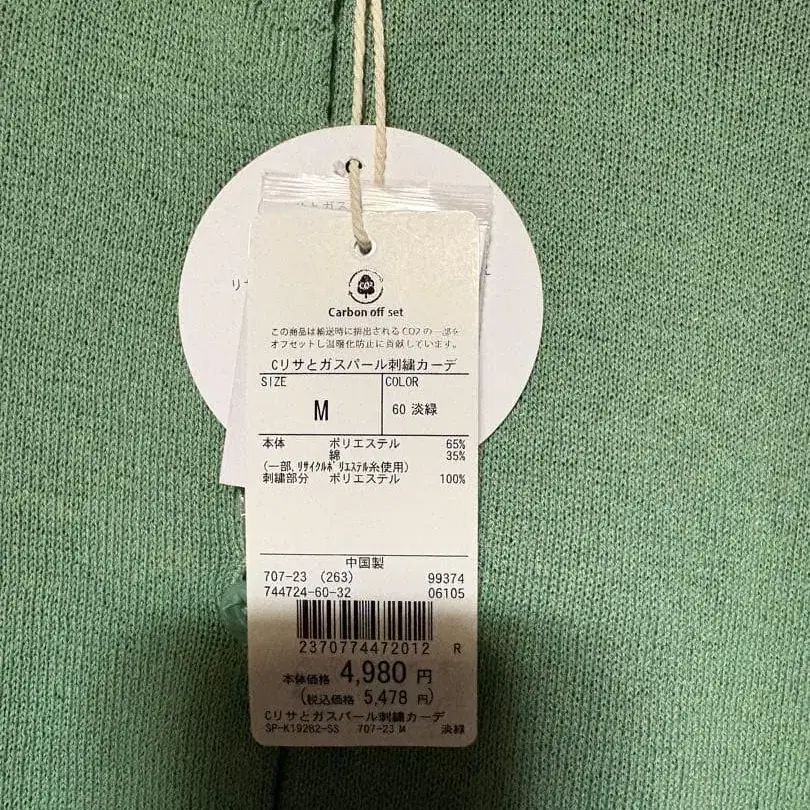 CO2
Carbon off set
この商品は輸送時に排出されるCO2の一部を
オフセットし温暖化防止に貢献しています。
Cリサとガスパール刺繍カーデ
SIZE COLOR
M 60 淡緑
本体 ポリエステル 65%
綿 35%
(一部,ﾘｻｲｸﾙﾎﾟﾘｴｽﾃﾙ糸使用)
刺繍部分 ポリエステル 100%
中国製
707-23 (263) 99374
744724-60-32 06105
2370774472012 R
本体価格 4,980 円
(税込価格 5,478 円)
Cリサとガスパール刺繍カーデ
SP-K19282-SS 707-23 M 淡緑